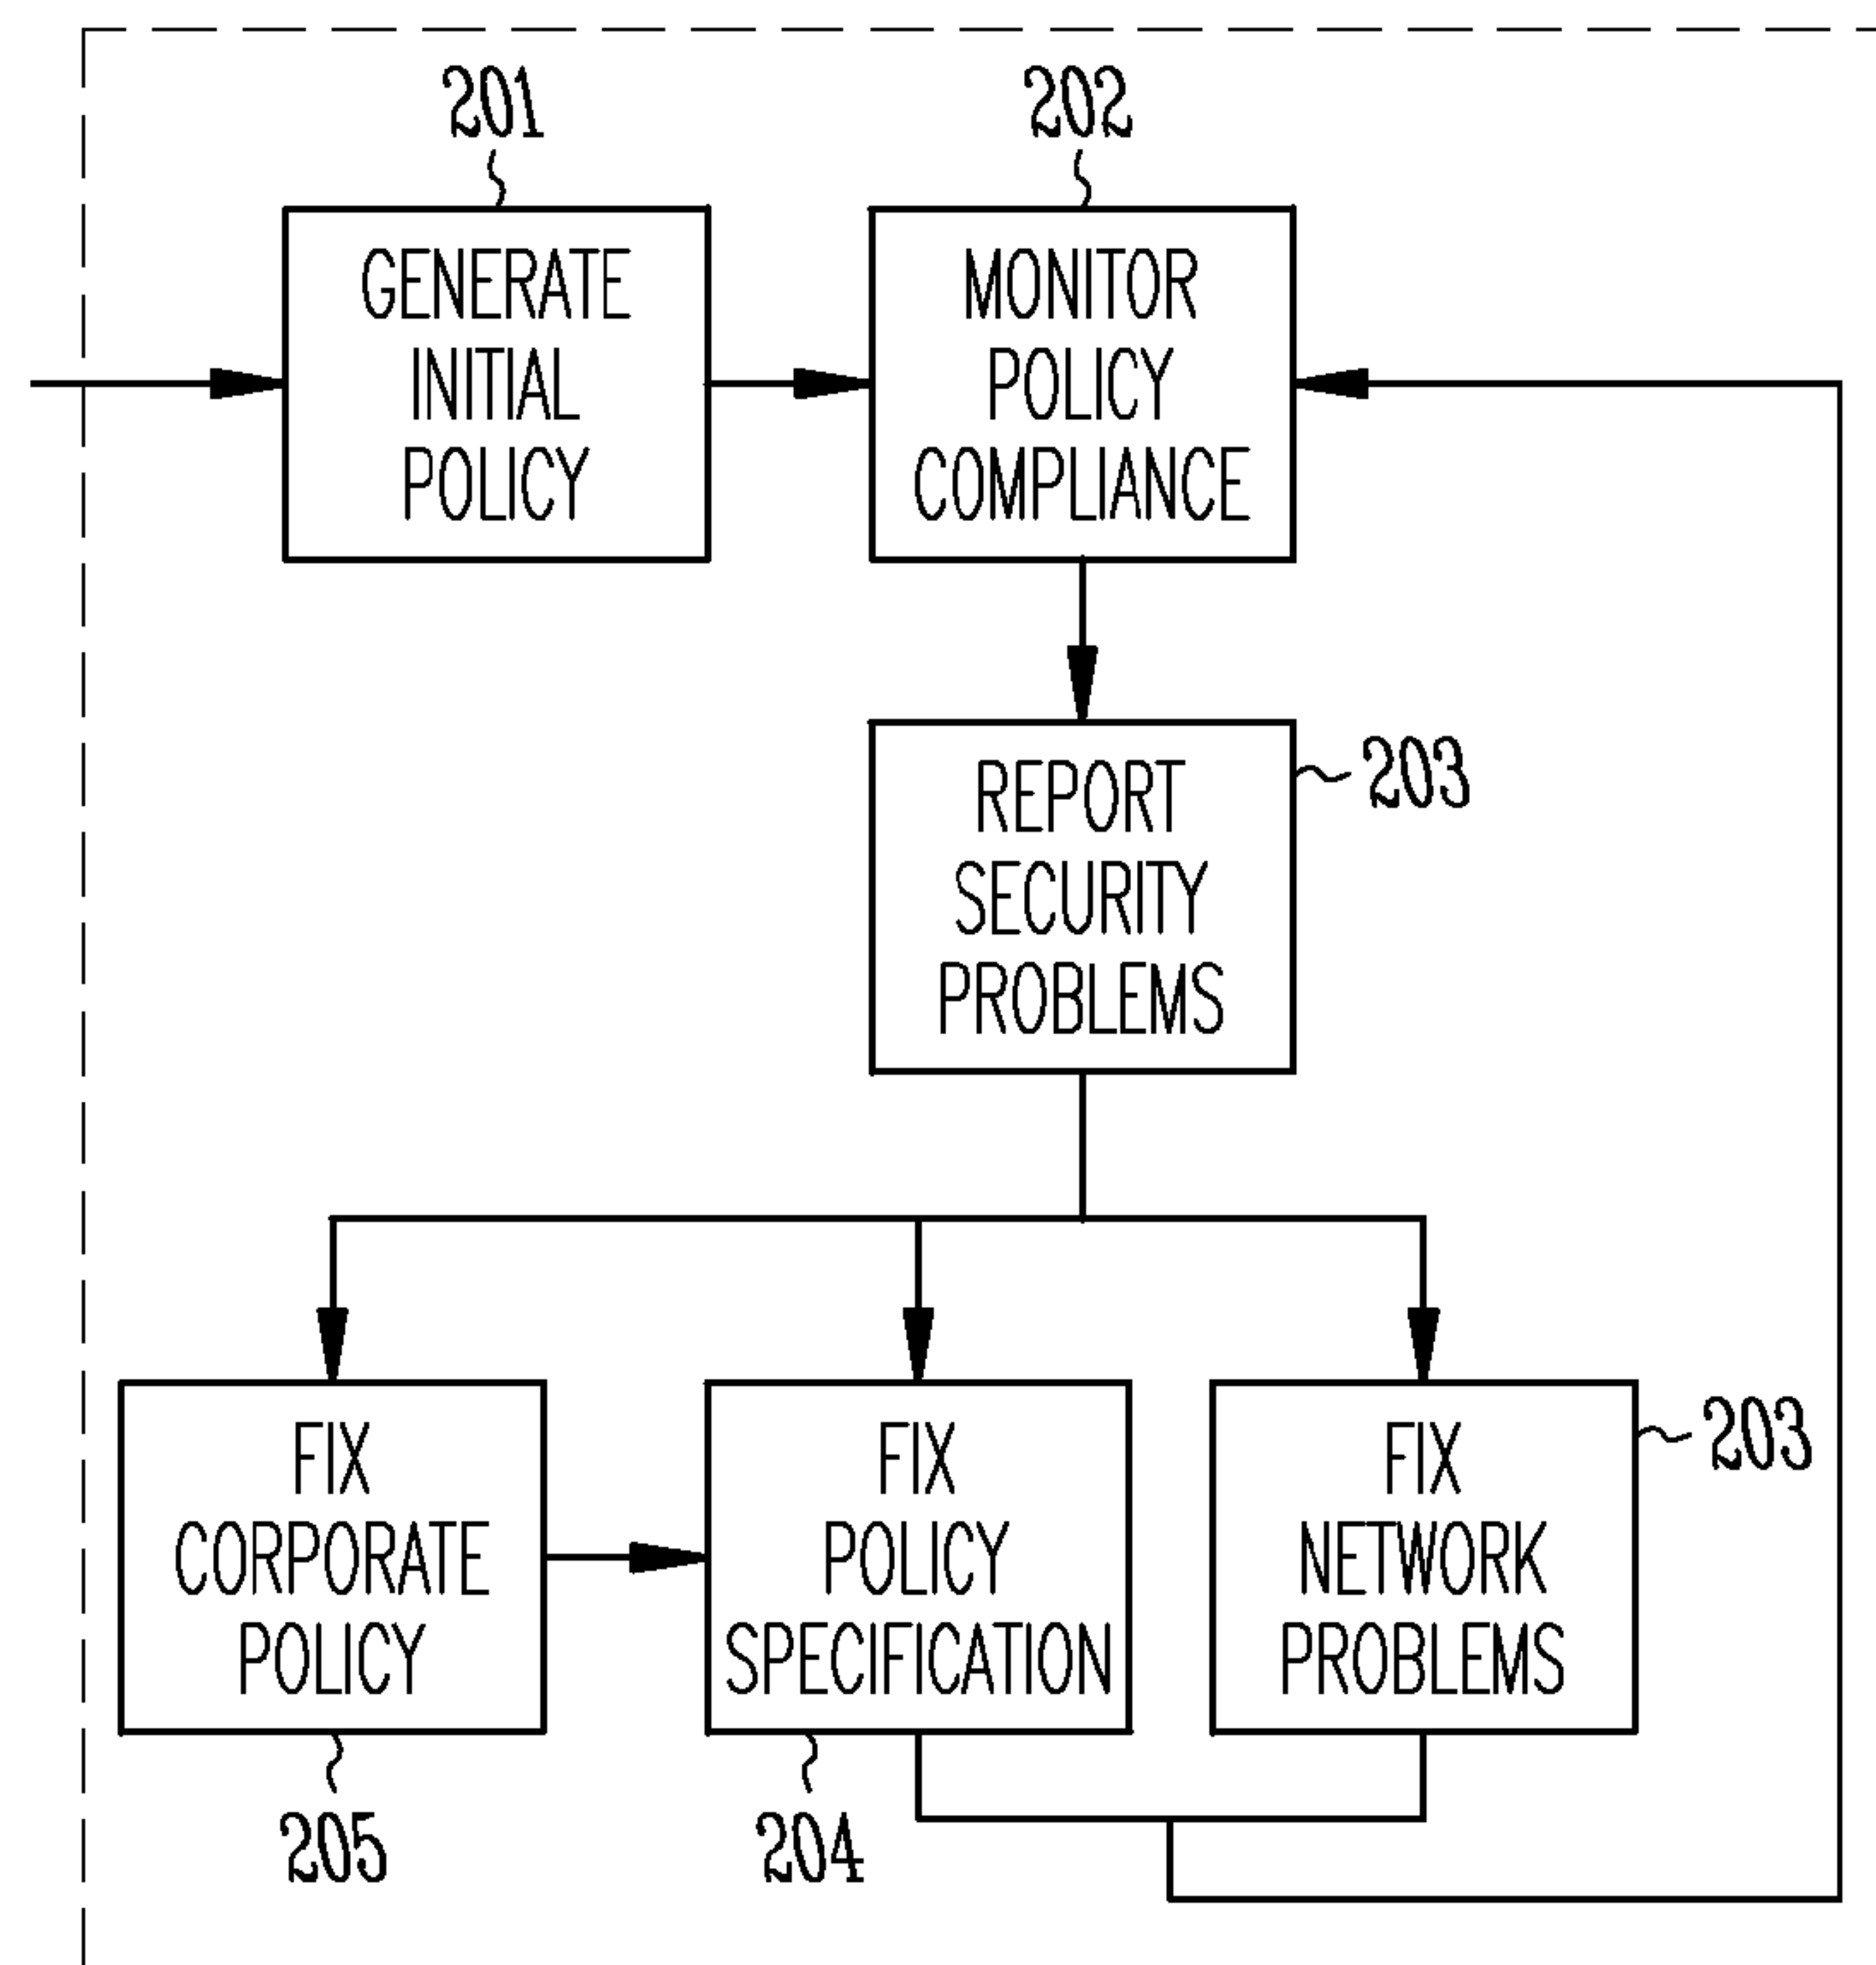 201
GENERATE
INITIAL
POLICY
202
MONITOR
POLICY
COMPLIANCE
REPORT
SECURITY
PROBLEMS
203
FIX
CORPORATE
POLICY
205
FIX
POLICY
SPECIFICATION
204
FIX
NETWORK
PROBLEMS
203